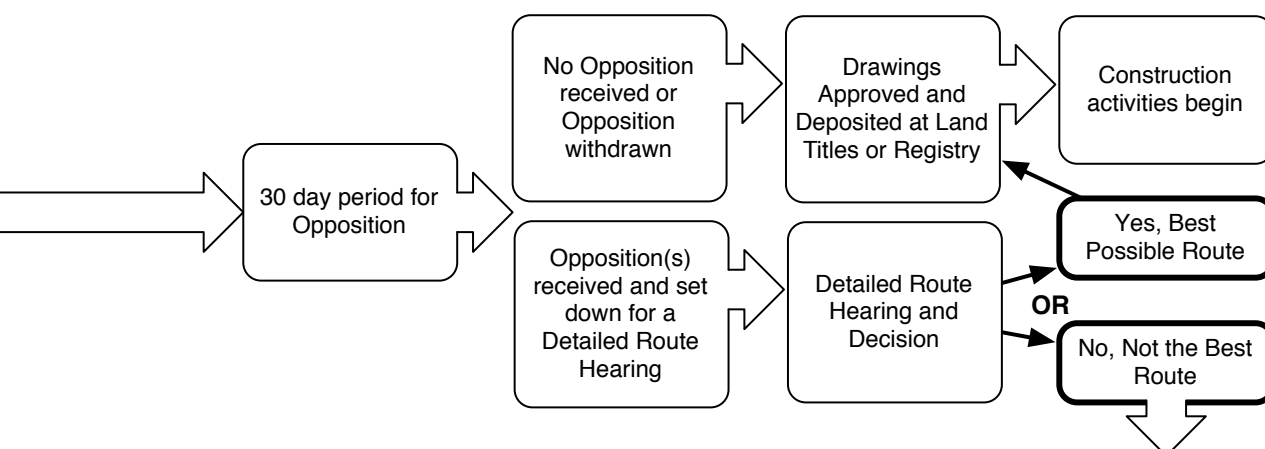 30 day period for
Opposition
No Opposition
received or
Opposition
withdrawn
Drawings
Approved and
Deposited at Land
Titles or Registry
Construction
activities begin
Opposition(s)
received and set
down for a
Detailed Route
Hearing
Detailed Route
Hearing and
Decision
Yes, Best
Possible Route
OR
No, Not the Best
Route